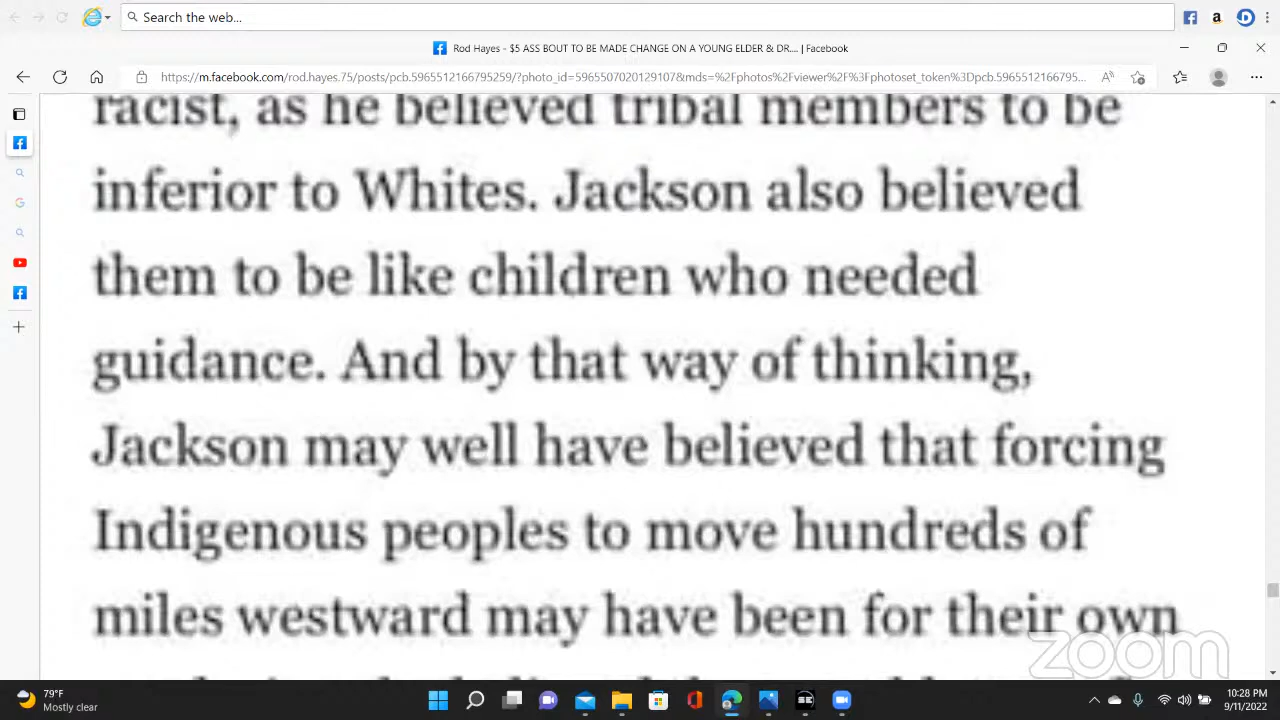 Search the web...
Rod Hayes - $5 ASS BOUT TO BE MADE CHANGE ON A YOUNG ELDER & DR.... | Facebook
https://m.facebook.com/rod.hayes.75/posts/pcb.5965512166795259/?photo_id=5965507020129107&mds=%2Fphotos%2Fviewer%2F%3Fphotoset_token%3Dpcb.5965512166795...
racist, as he believed tribal members to be
inferior to Whites. Jackson also believed
them to be like children who needed
guidance. And by that way of thinking,
Jackson may well have believed that forcing
Indigenous peoples to move hundreds of
miles westward may have been for their own
zoom
79°F
Mostly clear
10:28 PM
9/11/2022